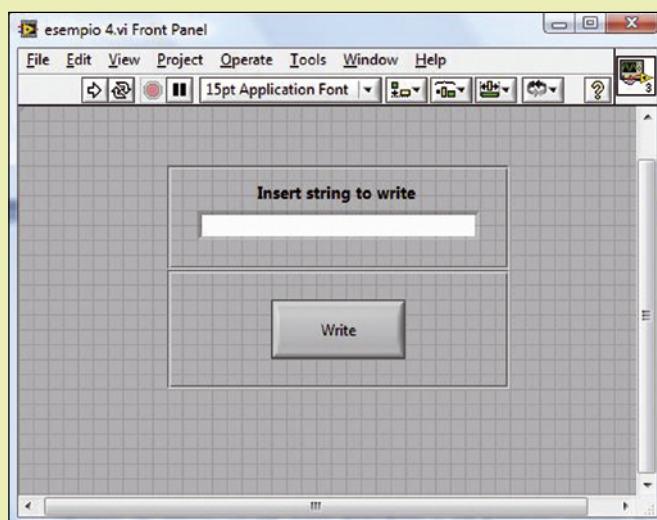 esempio 4.vi Front Panel
File Edit View Project Operate Tools Window Help
15pt Application Font
3
Insert string to write
Write